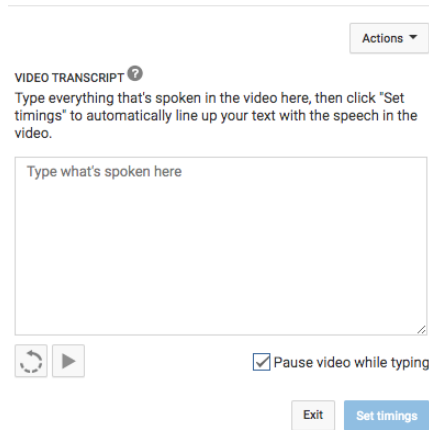 Actions
VIDEO TRANSCRIPT ?
Type everything that's spoken in the video here, then click "Set
timings" to automatically line up your text with the speech in the
video.
Type what's spoken here
Pause video while typing
Exit
Set timings